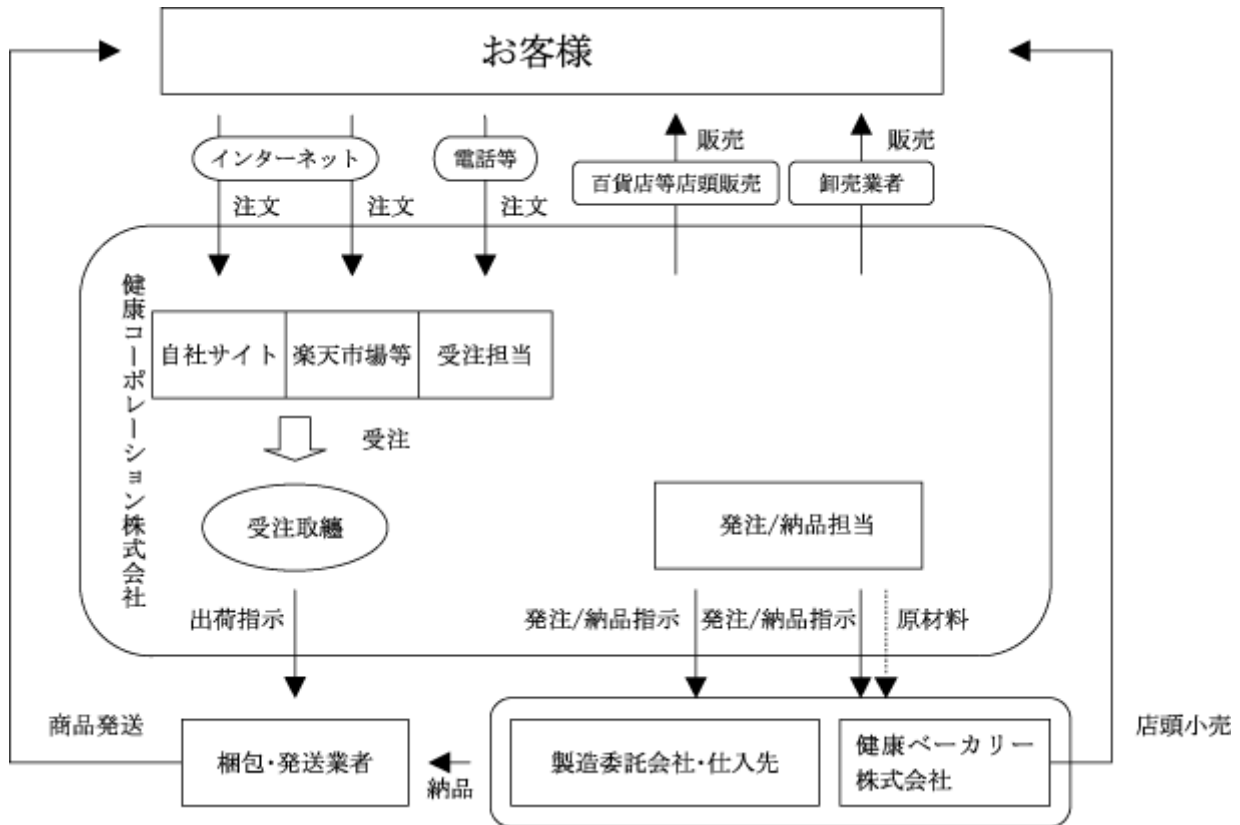 お客様
インターネット
電話等
販売
販売
百貨店等店頭販売
卸売業者
注文
注文
注文
健康コーポレーション株式会社
自社サイト
楽天市場等
受注担当
受注
受注取纏
発注/納品担当
出荷指示
発注/納品指示
発注/納品指示
原材料
商品発送
梱包・発送業者
納品
製造委託会社・仕入先
健康ベーカリー
株式会社
店頭小売